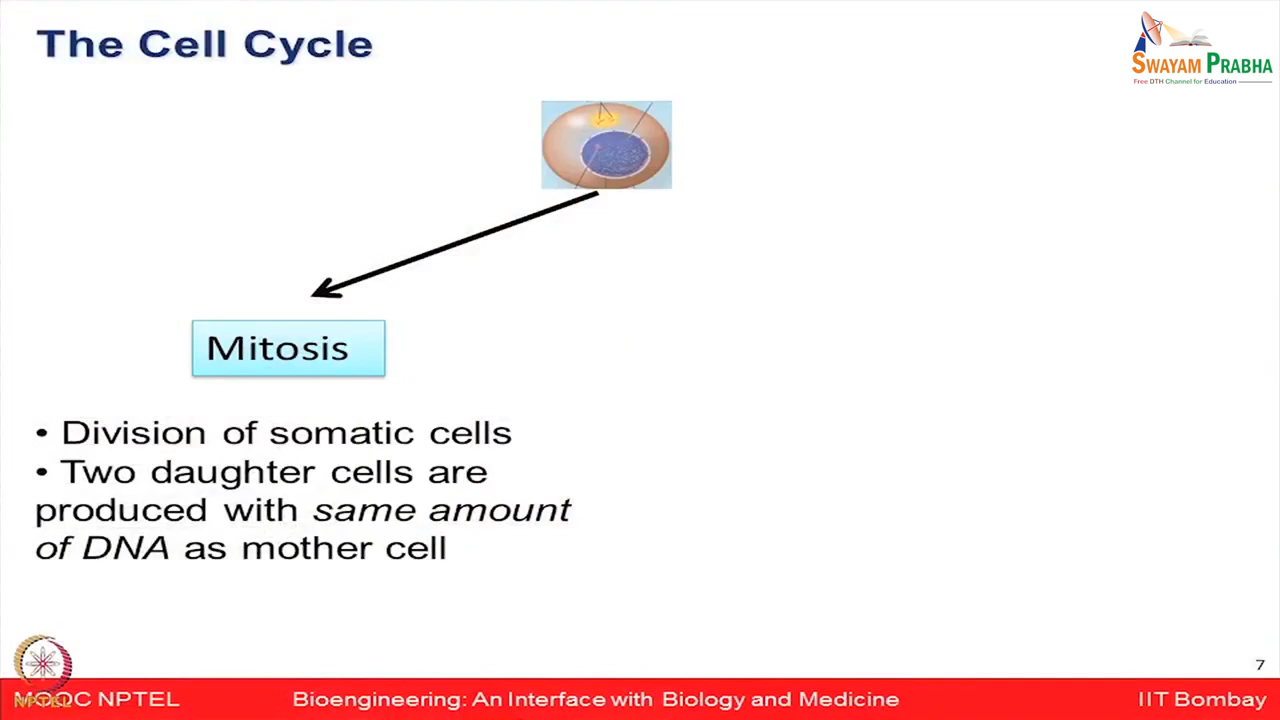 The Cell Cycle
SWAYAM PRABHA
Free DTH Channel for Education
Mitosis
• Division of somatic cells
• Two daughter cells are
produced with same amount
of DNA as mother cell
7
MOOC NPTEL
NPTEL
Bioengineering: An Interface with Biology and Medicine
IIT Bombay